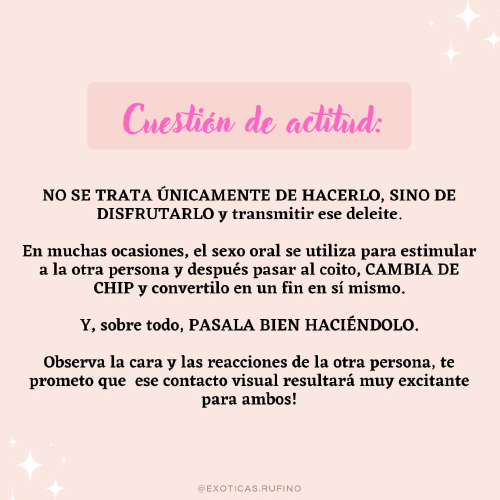 Cuestión de actitud:
NO SE TRATA ÚNICAMENTE DE HACERLO, SINO DE
DISFRUTARLO y transmitir ese deleite.
En muchas ocasiones, el sexo oral se utiliza para estimular
a la otra persona y después pasar al coito, CAMBIA DE
CHIP y convertilo en un fin en sí mismo.
Y, sobre todo, PASALA BIEN HACIÉNDOLO.
Observa la cara y las reacciones de la otra persona, te
prometo que ese contacto visual resultará muy excitante
para ambos!
@EXOTICAS.RUFINO